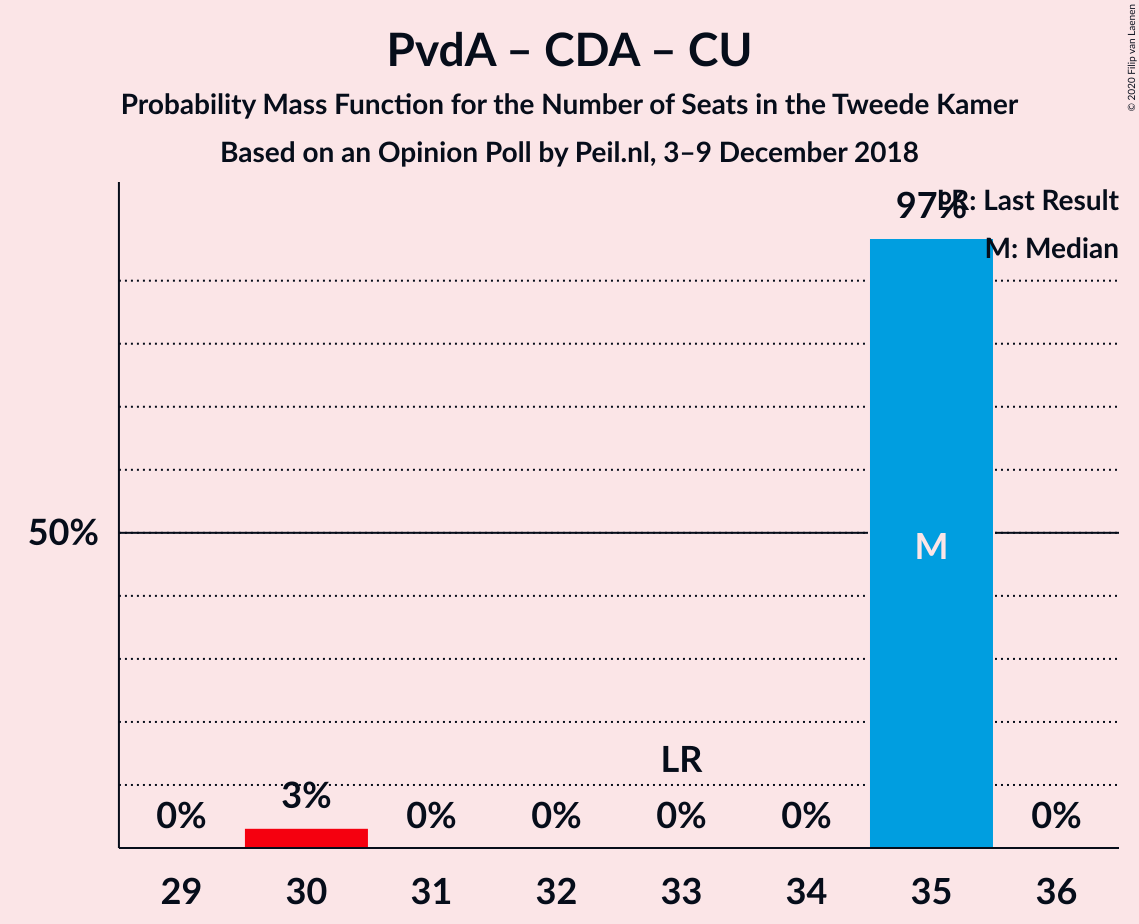 PvdA – CDA – CU
Probability Mass Function for the Number of Seats in the Tweede Kamer
Based on an Opinion Poll by Peil.nl, 3–9 December 2018
© 2020 Filip van Laenen
LR: Last Result
M: Median
97%
50%
M
LR
0%
3%
0%
0%
0%
0%
0%
29
30
31
32
33
34
35
36